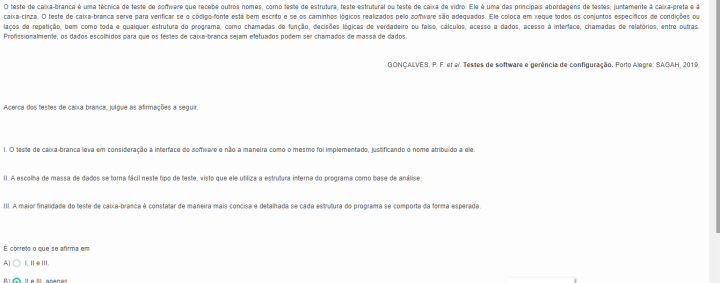 O teste de caixa-branca é uma técnica de teste de software que recebe outros nomes, como teste de estrutura, teste estrutural ou teste de caixa de vidro. Ele é uma das principais abordagens de testes, juntamente à caixa-preta e à
caixa-cinza. O teste de caixa-branca serve para verificar se o código-fonte está bem escrito e se os caminhos lógicos realizados pelo software são adequados. Ele coloca em xeque todos os conjuntos específicos de condições ou
laços de repetição, bem como toda e qualquer estrutura do programa, como chamadas de função, decisões lógicas de verdadeiro ou falso, cálculos, acesso a dados, acesso à interface, chamadas de relatórios, entre outras.
Profissionalmente, os dados escolhidos para que os testes de caixa-branca sejam efetuados podem ser chamados de massa de dados.
GONÇALVES, P. F. et al. Testes de software e gerência de configuração. Porto Alegre: SAGAH, 2019.
Acerca dos testes de caixa branca, julgue as afirmações a seguir.
I. O teste de caixa-branca leva em consideração a interface do software e não a maneira como o mesmo foi implementado, justificando o nome atribuído a ele.
II. A escolha de massa de dados se torna fácil neste tipo de teste, visto que ele utiliza a estrutura interna do programa como base de análise.
III. A maior finalidade do teste de caixa-branca é constatar de maneira mais concisa e detalhada se cada estrutura do programa se comporta da forma esperada.
É correto o que se afirma em
A) I, II e III.
B) II e III, apenas